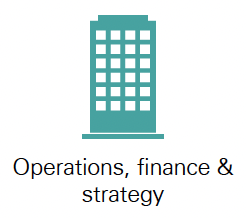 Operations, finance &
strategy